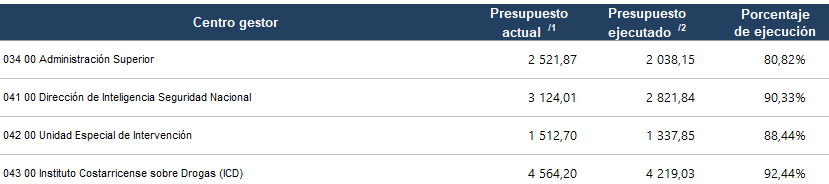 Centro gestor Presupuesto actual /1 Presupuesto ejecutado /2 Porcentaje de ejecución
034 00 Administración Superior 2 521,87 2 038,15 80,82%
041 00 Dirección de Inteligencia Seguridad Nacional 3 124,01 2 821,84 90,33%
042 00 Unidad Especial de Intervención 1 512,70 1 337,85 88,44%
043 00 Instituto Costarricense sobre Drogas (ICD) 4 564,20 4 219,03 92,44%